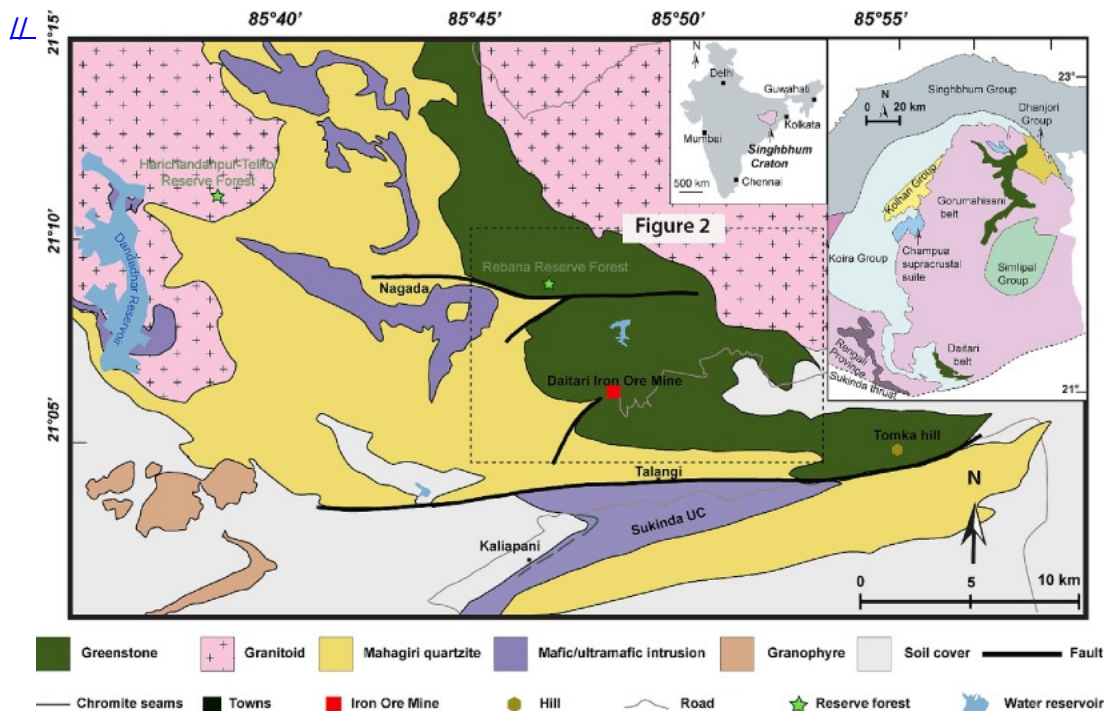 //
85°40'
85°45'
85°50'
85°55'
21°15'
21°10'
21°05'
Harichandanpur-Telkoi
Reserve Forest
Dandadhar Reservoir
Nagada
Rebana Reserve Forest
Figure 2
Daitari Iron Ore Mine
Tomka hill
Talangi
Sukinda UC
Kaliapani
N
0 5 10 km
N
Delhi
Guwahati
Kolkata
Mumbai
Singhbhum
Craton
Chennai
500 km
23°
Singhbhum Group
N
0 20 km
Dhanjori
Group
Kolhan Group
Gorumahisani
belt
Koira Group
Champua
supracrustal
suite
Simlipal
Group
Rengali
Province
Daitari
belt
Sukinda thrust
21°
Greenstone
Granitoid
Mahagiri quartzite
Mafic/ultramafic intrusion
Granophyre
Soil cover
Fault
Chromite seams
Towns
Iron Ore Mine
Hill
Road
Reserve forest
Water reservoir